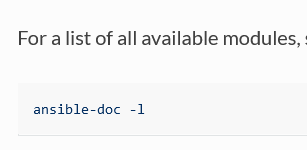 For a list of all available modules,
ansible-doc -l